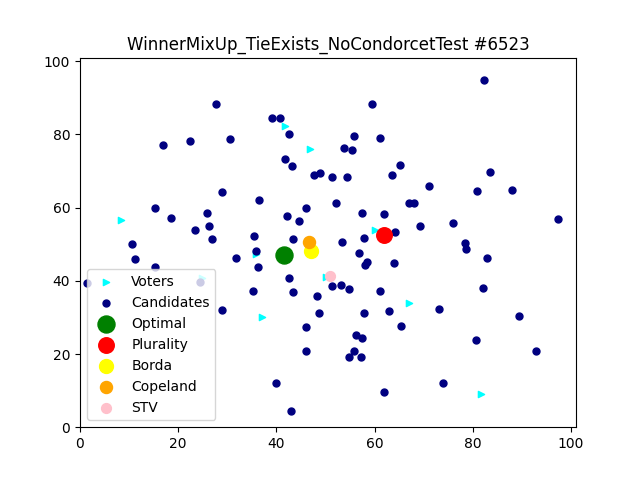 WinnerMixUp_TieExists_NoCondorcetTest #6523
100
80
60
40
20
0
Voters
Candidates
Optimal
Plurality
Borda
Copeland
STV
0 20 40 60 80 100